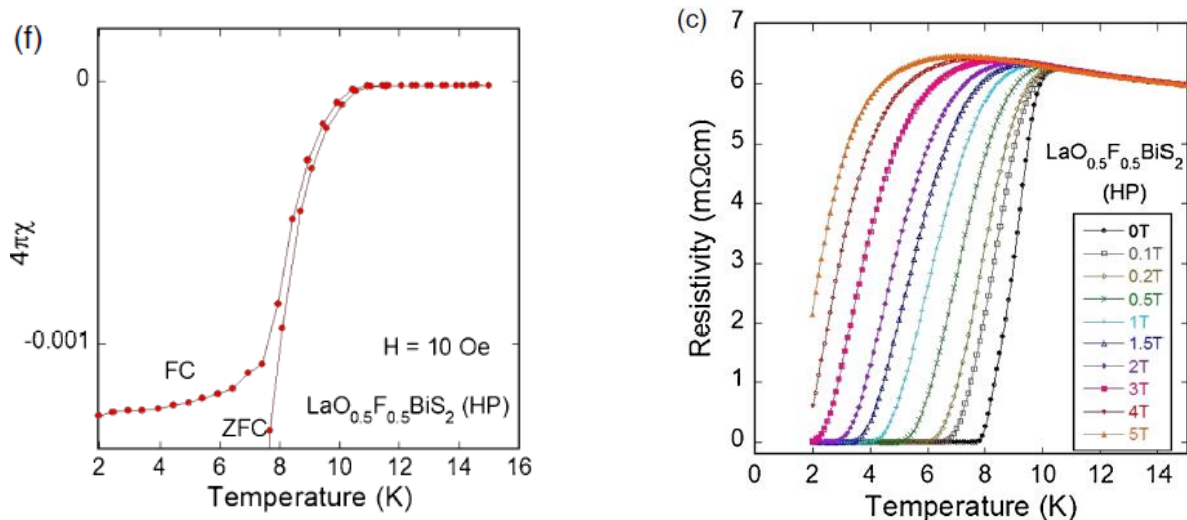 (f)
0
-0.001
4πχ
FC
ZFC
H = 10 Oe
LaO₀.₅F₀.₅BiS₂ (HP)
2 4 6 8 10 12 14 16
Temperature (K)
(c)
7
6
5
4
3
2
1
0
Resistivity (mΩcm)
LaO₀.₅F₀.₅BiS₂
(HP)
0T
0.1T
0.2T
0.5T
1T
1.5T
2T
3T
4T
5T
0 2 4 6 8 10 12 14
Temperature (K)